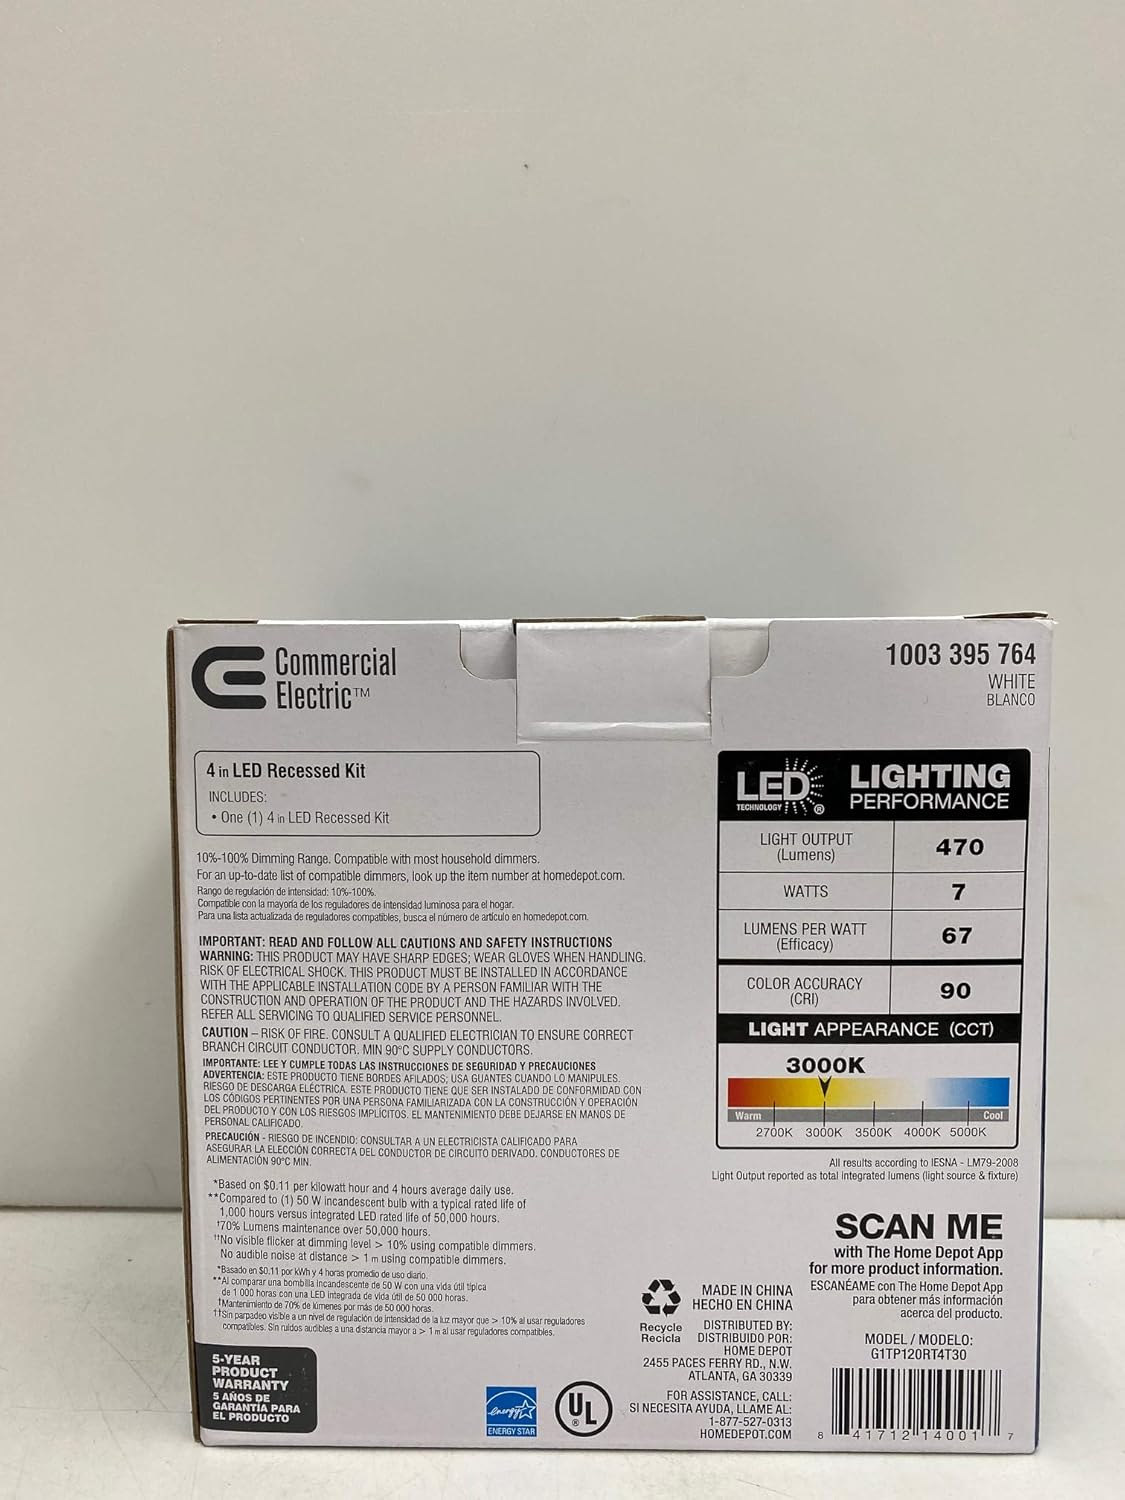 Commercial
Electric™
1003 395 764
WHITE
BLANCO
4 in LED Recessed Kit
INCLUDES:
• One (1) 4 in LED Recessed Kit
10%-100% Dimming Range. Compatible with most household dimmers.
For an up-to-date list of compatible dimmers, look up the item number at homedepot.com.
Rango de regulación de intensidad: 10%-100%.
Compatible con la mayoría de los reguladores de intensidad luminosa para el hogar.
Para una lista actualizada de reguladores compatibles, busca el número de artículo en homedepot.com.
IMPORTANT: READ AND FOLLOW ALL CAUTIONS AND SAFETY INSTRUCTIONS
WARNING: THIS PRODUCT MAY HAVE SHARP EDGES; WEAR GLOVES WHEN HANDLING.
RISK OF ELECTRICAL SHOCK. THIS PRODUCT MUST BE INSTALLED IN ACCORDANCE
WITH THE APPLICABLE INSTALLATION CODE BY A PERSON FAMILIAR WITH THE
CONSTRUCTION AND OPERATION OF THE PRODUCT AND THE HAZARDS INVOLVED.
REFER ALL SERVICING TO QUALIFIED SERVICE PERSONNEL.
CAUTION – RISK OF FIRE. CONSULT A QUALIFIED ELECTRICIAN TO ENSURE CORRECT
BRANCH CIRCUIT CONDUCTOR. MIN 90°C SUPPLY CONDUCTORS.
IMPORTANTE: LEE Y CUMPLE TODAS LAS INSTRUCCIONES DE SEGURIDAD Y PRECAUCIONES
ADVERTENCIA: ESTE PRODUCTO TIENE BORDES AFILADOS; USA GUANTES CUANDO LO MANIPULES.
RIESGO DE DESCARGA ELÉCTRICA. ESTE PRODUCTO TIENE QUE SER INSTALADO DE CONFORMIDAD CON
LOS CÓDIGOS PERTINENTES POR UNA PERSONA FAMILIARIZADA CON LA CONSTRUCCIÓN Y OPERACIÓN
DEL PRODUCTO Y CON LOS RIESGOS IMPLÍCITOS. EL MANTENIMIENTO DEBE DEJARSE EN MANOS DE
PERSONAL CALIFICADO.
PRECAUCIÓN - RIESGO DE INCENDIO: CONSULTAR A UN ELECTRICISTA CALIFICADO PARA
ASEGURAR LA ELECCIÓN CORRECTA DEL CONDUCTOR DE CIRCUITO DERIVADO. CONDUCTORES DE
ALIMENTACIÓN 90°C MIN.
*Based on $0.11 per kilowatt hour and 4 hours average daily use.
**Compared to (1) 50 W incandescent bulb with a typical rated life of
1,000 hours versus integrated LED rated life of 50,000 hours.
†70% Lumens maintenance over 50,000 hours.
††No visible flicker at dimming level > 10% using compatible dimmers.
No audible noise at distance > 1 m using compatible dimmers.
*Basado en $0.11 por kWh y 4 horas promedio de uso diario.
**Al comparar una bombilla incandescente de 50 W con una vida útil típica
de 1 000 horas con una LED integrada de vida útil de 50 000 horas.
†Mantenimiento de 70% de lúmenes por más de 50 000 horas.
††Sin parpadeo visible a un nivel de regulación de intensidad de la luz mayor que > 10% al usar reguladores
compatibles. Sin ruidos audibles a una distancia mayor a > 1 m al usar reguladores compatibles.
5-YEAR
PRODUCT
WARRANTY
5 AÑOS DE
GARANTÍA PARA
EL PRODUCTO
energy
ENERGY STAR
UL ®
LED
TECHNOLOGY ®
LIGHTING
PERFORMANCE
LIGHT OUTPUT
(Lumens)
470
WATTS
7
LUMENS PER WATT
(Efficacy)
67
COLOR ACCURACY
(CRI)
90
LIGHT APPEARANCE (CCT)
3000K
Warm Cool
2700K 3000K 3500K 4000K 5000K
All results according to IESNA - LM79-2008
Light Output reported as total integrated lumens (light source & fixture)
SCAN ME
with The Home Depot App
for more product information.
ESCANÉAME con The Home Depot App
para obtener más información
acerca del producto.
Recycle
Recicla
MADE IN CHINA
HECHO EN CHINA
DISTRIBUTED BY:
DISTRIBUIDO POR:
HOME DEPOT
2455 PACES FERRY RD., N.W.
ATLANTA, GA 30339
FOR ASSISTANCE, CALL:
SI NECESITA AYUDA, LLAME AL:
1-877-527-0313
HOMEDEPOT.COM
MODEL / MODELO:
G1TP120RT4T30
8 41712 14001 7